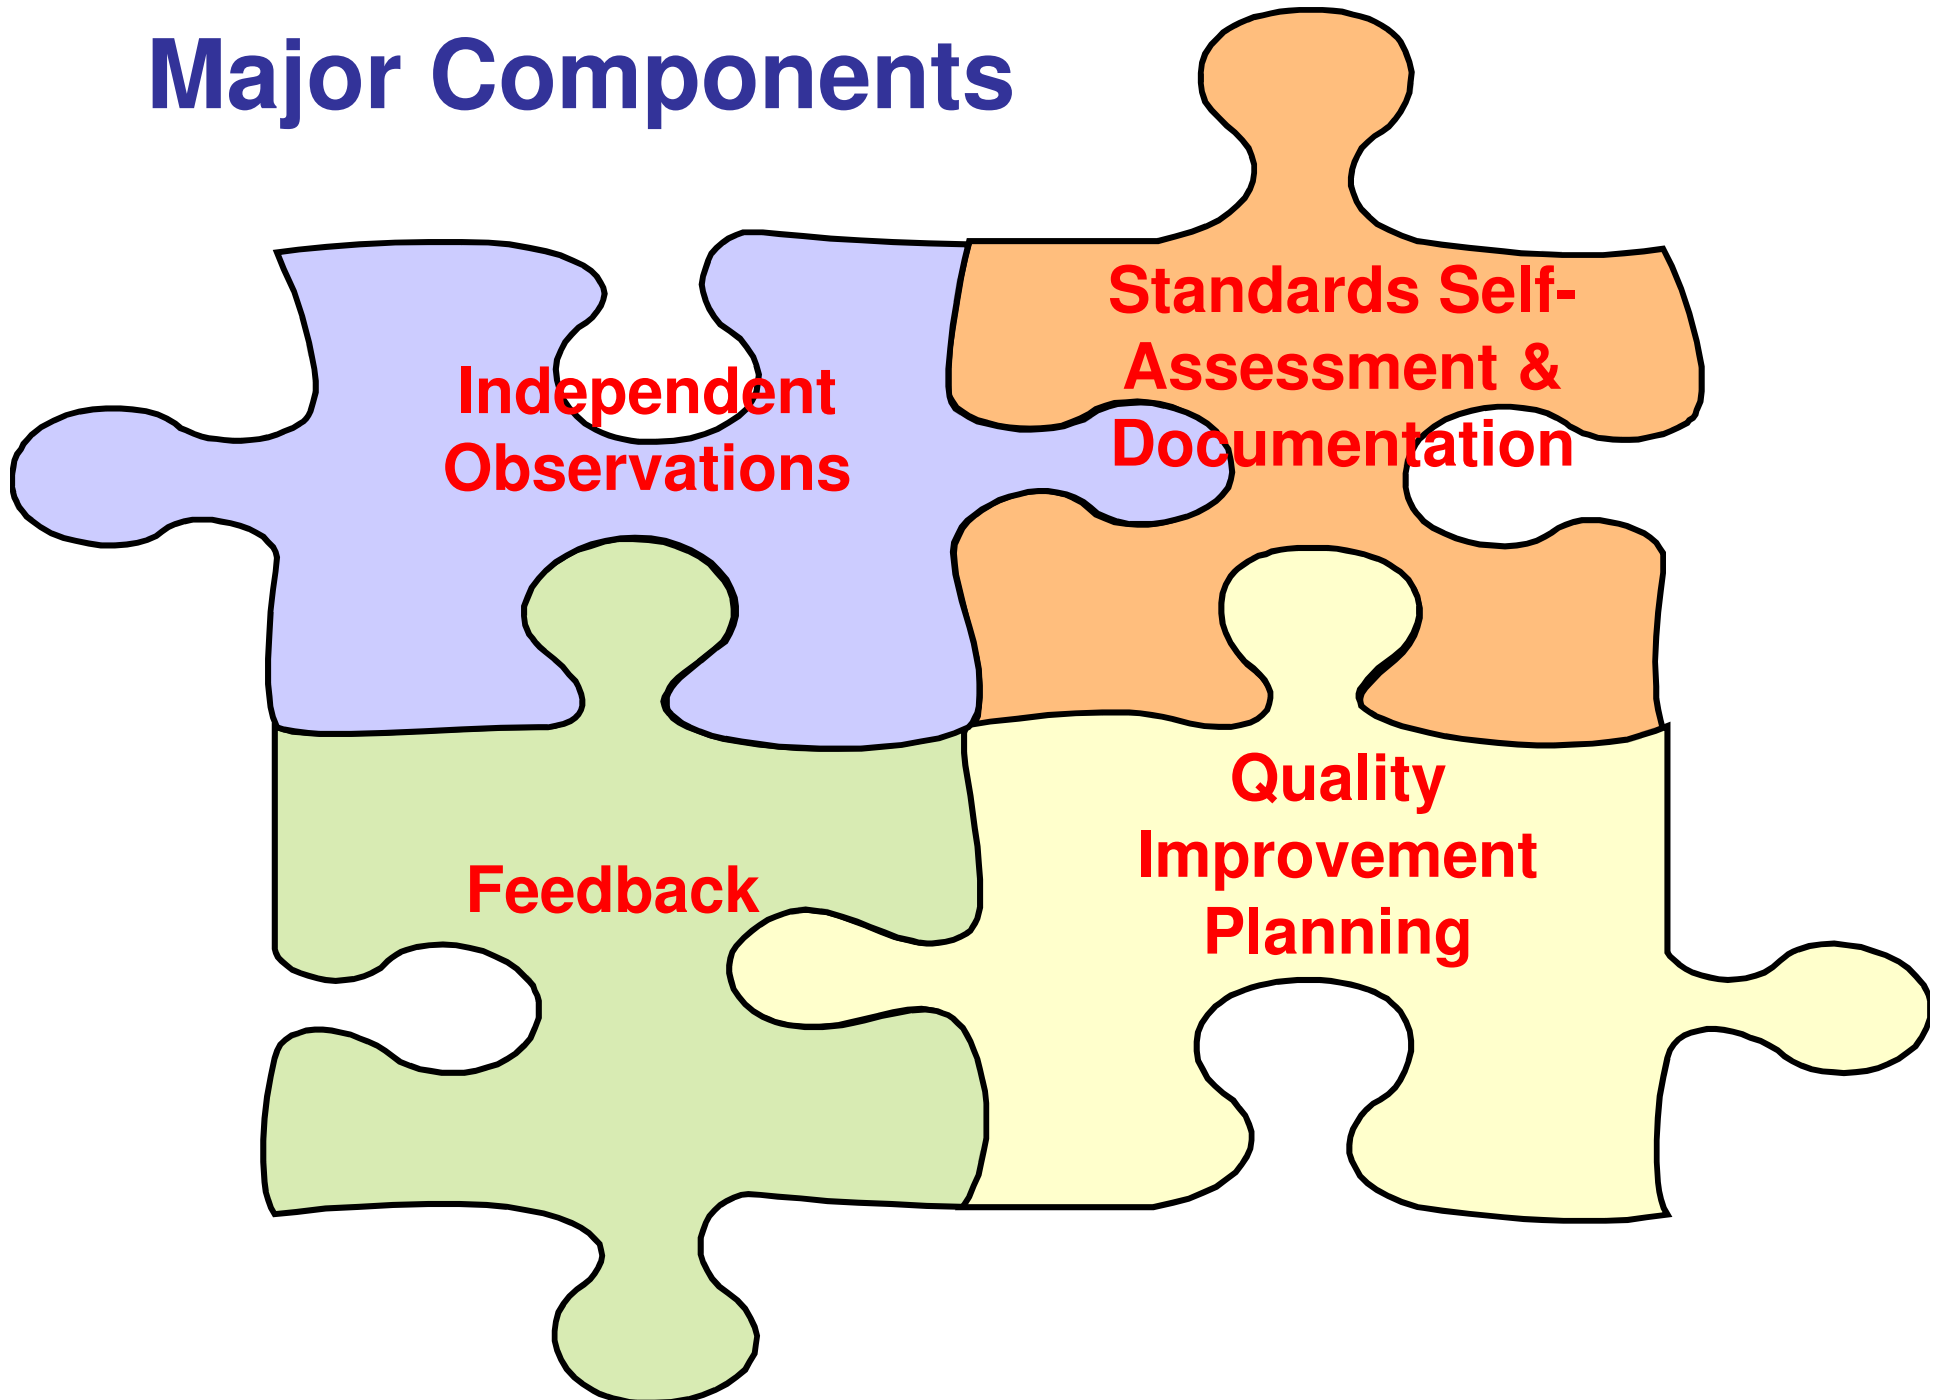 Major Components
Independent
Observations
Standards Self-
Assessment &
Documentation
Feedback
Quality
Improvement
Planning